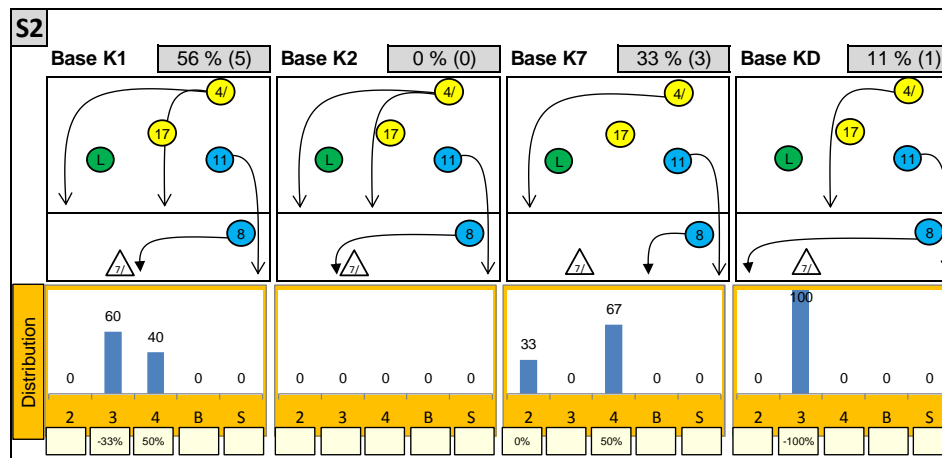 S2
Base K1 56 % (5) Base K2 0 % (0) Base K7 33 % (3) Base KD 11 % (1)
4/ 4/ 4/ 4/
17 17 17 17
L 11 L 11 L 11 L 11
8 8 8 8
7/ 7/ 7/ 7/
Distribution
0 60 40 0 0 0 0 0 0 0 33 0 67 0 0 0 100 0 0 0
2 3 4 B S 2 3 4 B S 2 3 4 B S 2 3 4 B S
-33% 50% 0% 50% -100%